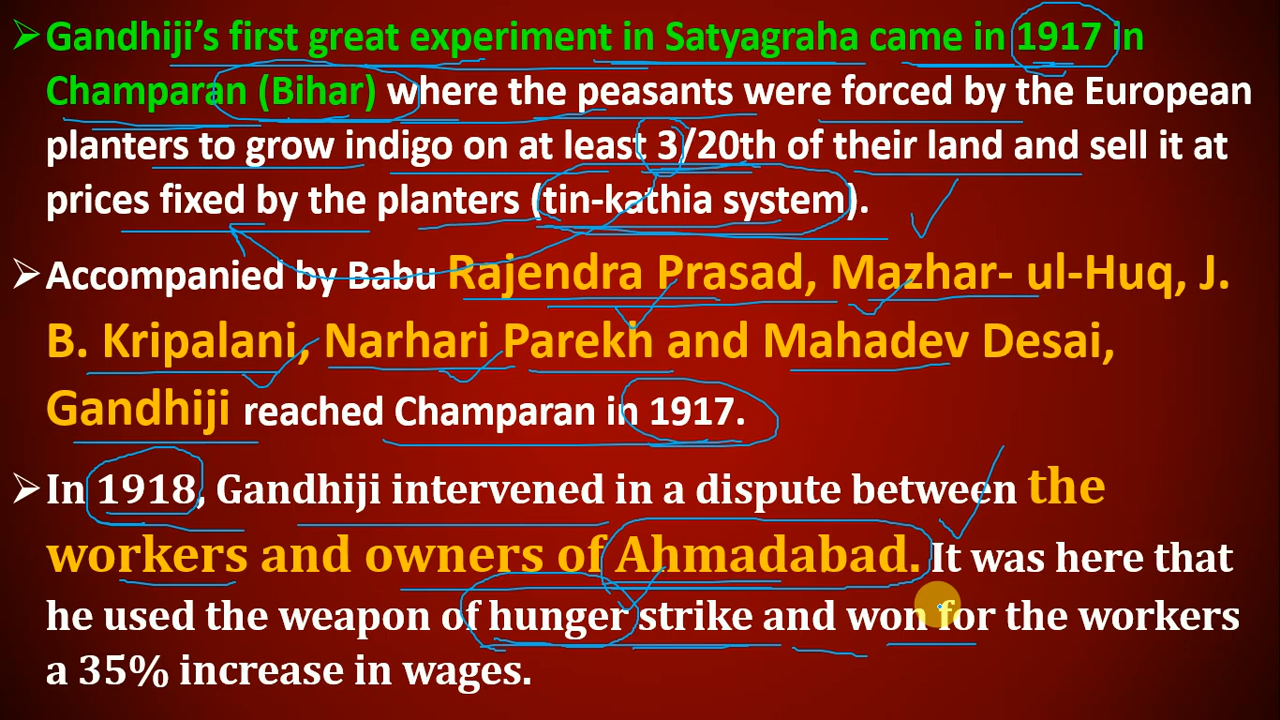 ➢Gandhiji's first great experiment in Satyagraha came in 1917 in
Champaran (Bihar) where the peasants were forced by the European
planters to grow indigo on at least 3/20th of their land and sell it at
prices fixed by the planters (tin-kathia system).
➢Accompanied by Babu Rajendra Prasad, Mazhar- ul-Huq, J.
B. Kripalani, Narhari Parekh and Mahadev Desai,
Gandhiji reached Champaran in 1917.
➢In 1918, Gandhiji intervened in a dispute between the
workers and owners of Ahmadabad. It was here that
he used the weapon of hunger strike and won for the workers
a 35% increase in wages.